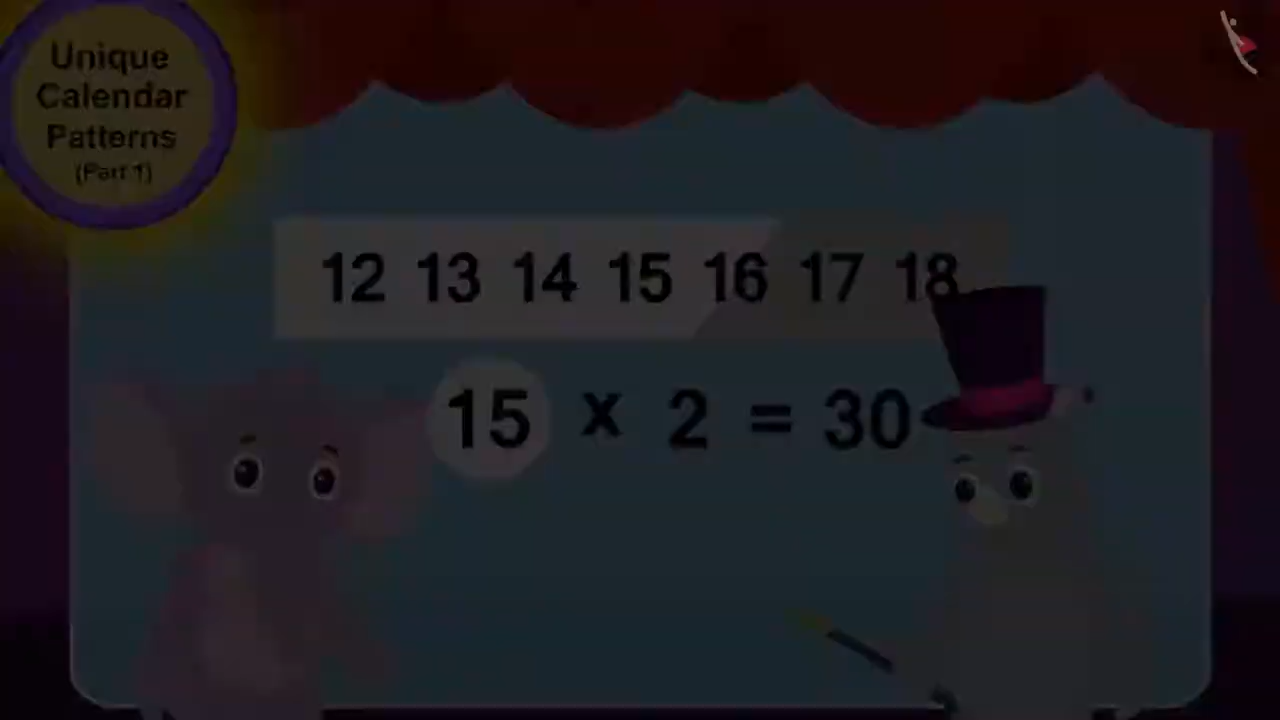 Unique
Calendar
Patterns
(Part 1)
12 13 14 15 16 17 18
15 x 2 = 30